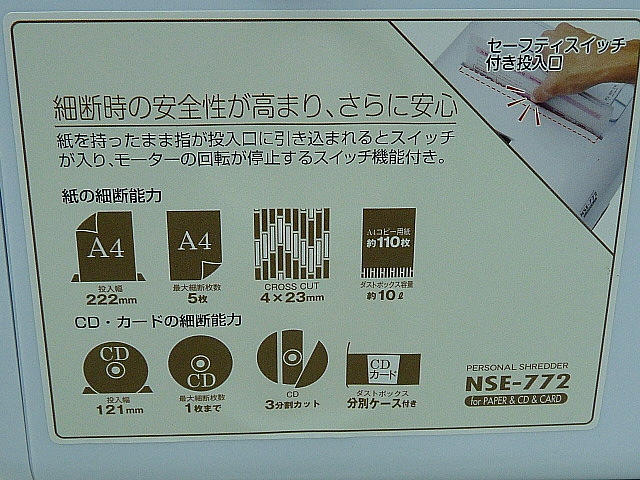 セーフティスイッチ
付き投入口
細断時の安全性が高まり、さらに安心
紙を持ったまま指が投入口に引き込まれるとスイッチ
が入り、モーターの回転が停止するスイッチ機能付き。
紙の細断能力
A4
投入幅
222mm
A4
最大細断枚数
5枚
CROSS CUT
4×23mm
A4コピー用紙
約110枚
ダストボックス容量
約10ℓ
CD・カードの細断能力
CD
投入幅
121mm
CD
最大細断枚数
1枚まで
CD
3分割カット
CD
カード
ダストボックス
分別ケース付き
PERSONAL SHREDDER
NSE-772
for PAPER & CD & CARD
NSE-772